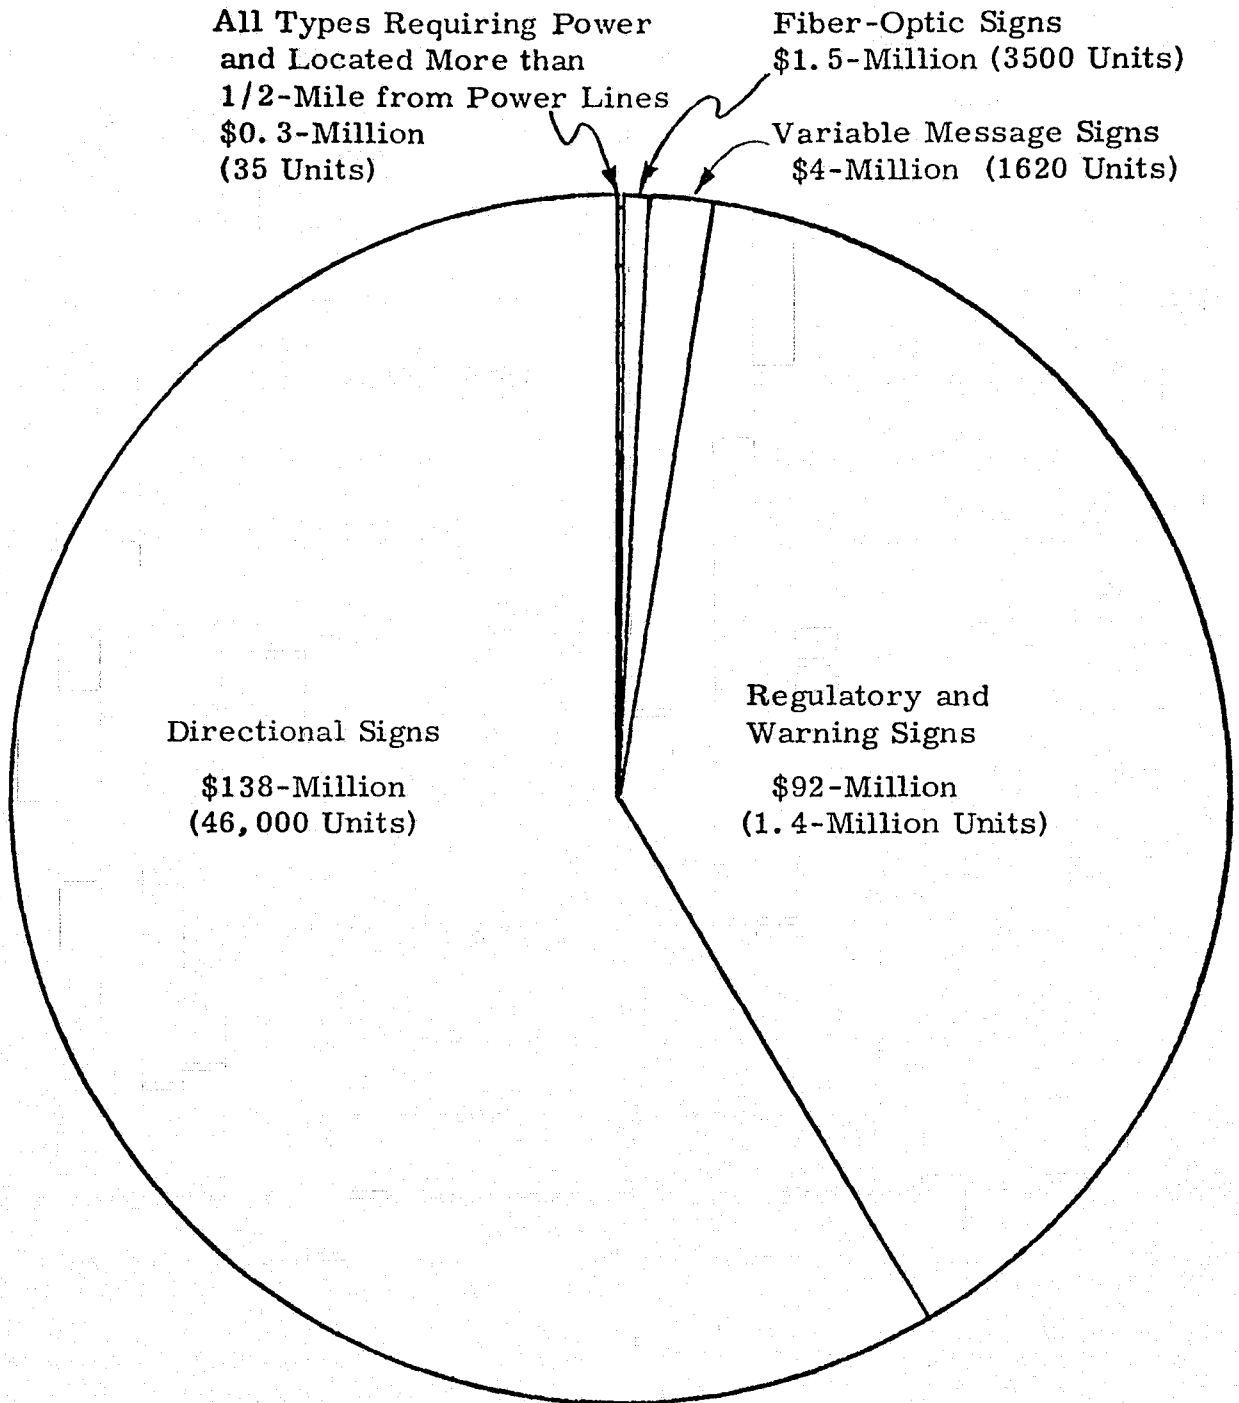 All Types Requiring Power
and Located More than
1/2-Mile from Power Lines
$0.3-Million
(35 Units)
Fiber-Optic Signs
$1.5-Million (3500 Units)
Variable Message Signs
$4-Million (1620 Units)
Directional Signs
$138-Million
(46,000 Units)
Regulatory and
Warning Signs
$92-Million
(1.4-Million Units)